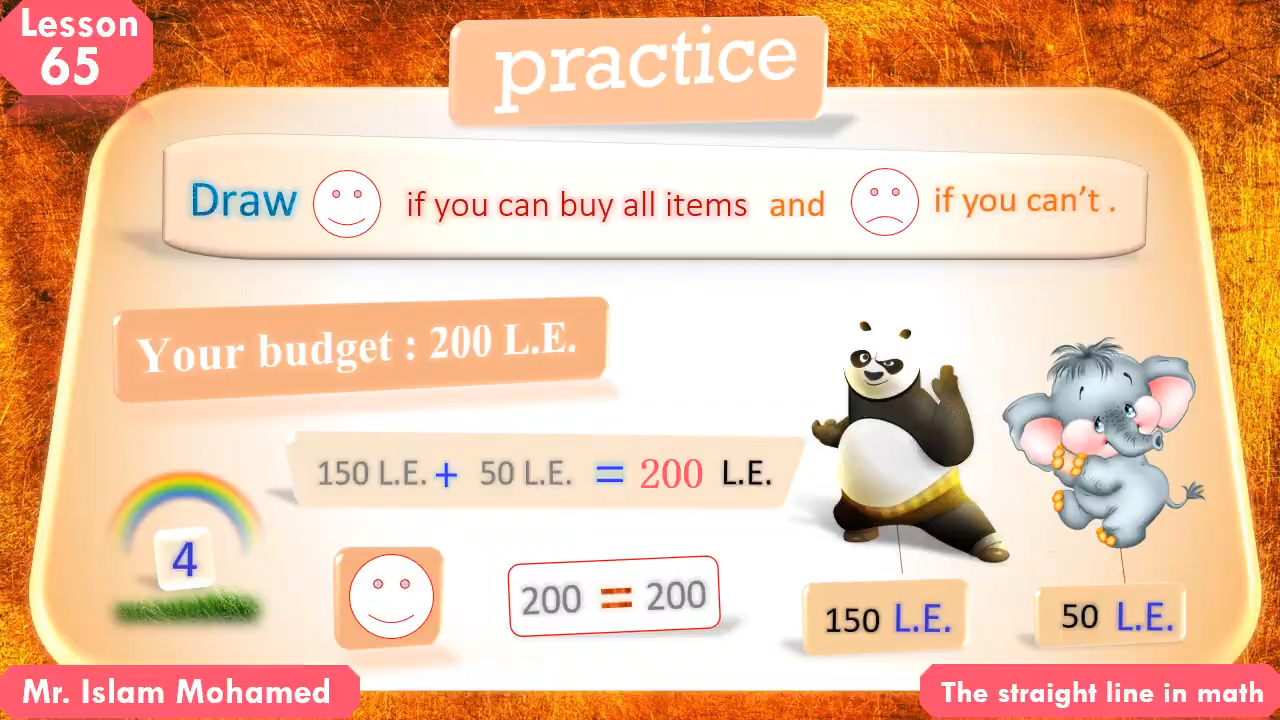 Lesson
65
practice
Draw if you can buy all items and if you can't .
Your budget : 200 L.E.
150 L.E. + 50 L.E. = 200 L.E.
4
200 = 200
150 L.E.
50 L.E.
Mr. Islam Mohamed
The straight line in math